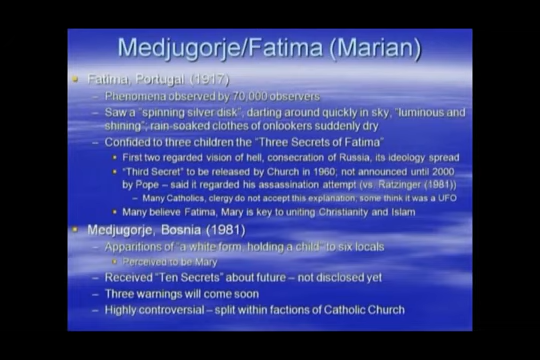 Medjugorje/Fatima (Marian)
Fatima, Portugal (1917)
– Phenomena observed by 70,000 observers
– Saw a "spinning silver disk", darting around quickly in sky, "luminous and
shining", rain-soaked clothes of onlookers suddenly dry
– Confided to three children the "Three Secrets of Fatima"
• First two regarded vision of hell, consecration of Russia, its ideology spread
• "Third Secret" to be released by Church in 1960; not announced until 2000
by Pope – said it regarded his assassination attempt (vs. Ratzinger (1981))
– Many Catholics, clergy do not accept this explanation; some think it was a UFO
• Many believe Fatima, Mary is key to uniting Christianity and Islam
Medjugorje, Bosnia (1981)
– Apparitions of "a white form, holding a child" to six locals
• Perceived to be Mary
– Received "Ten Secrets" about future – not disclosed yet
– Three warnings will come soon
– Highly controversial – split within factions of Catholic Church